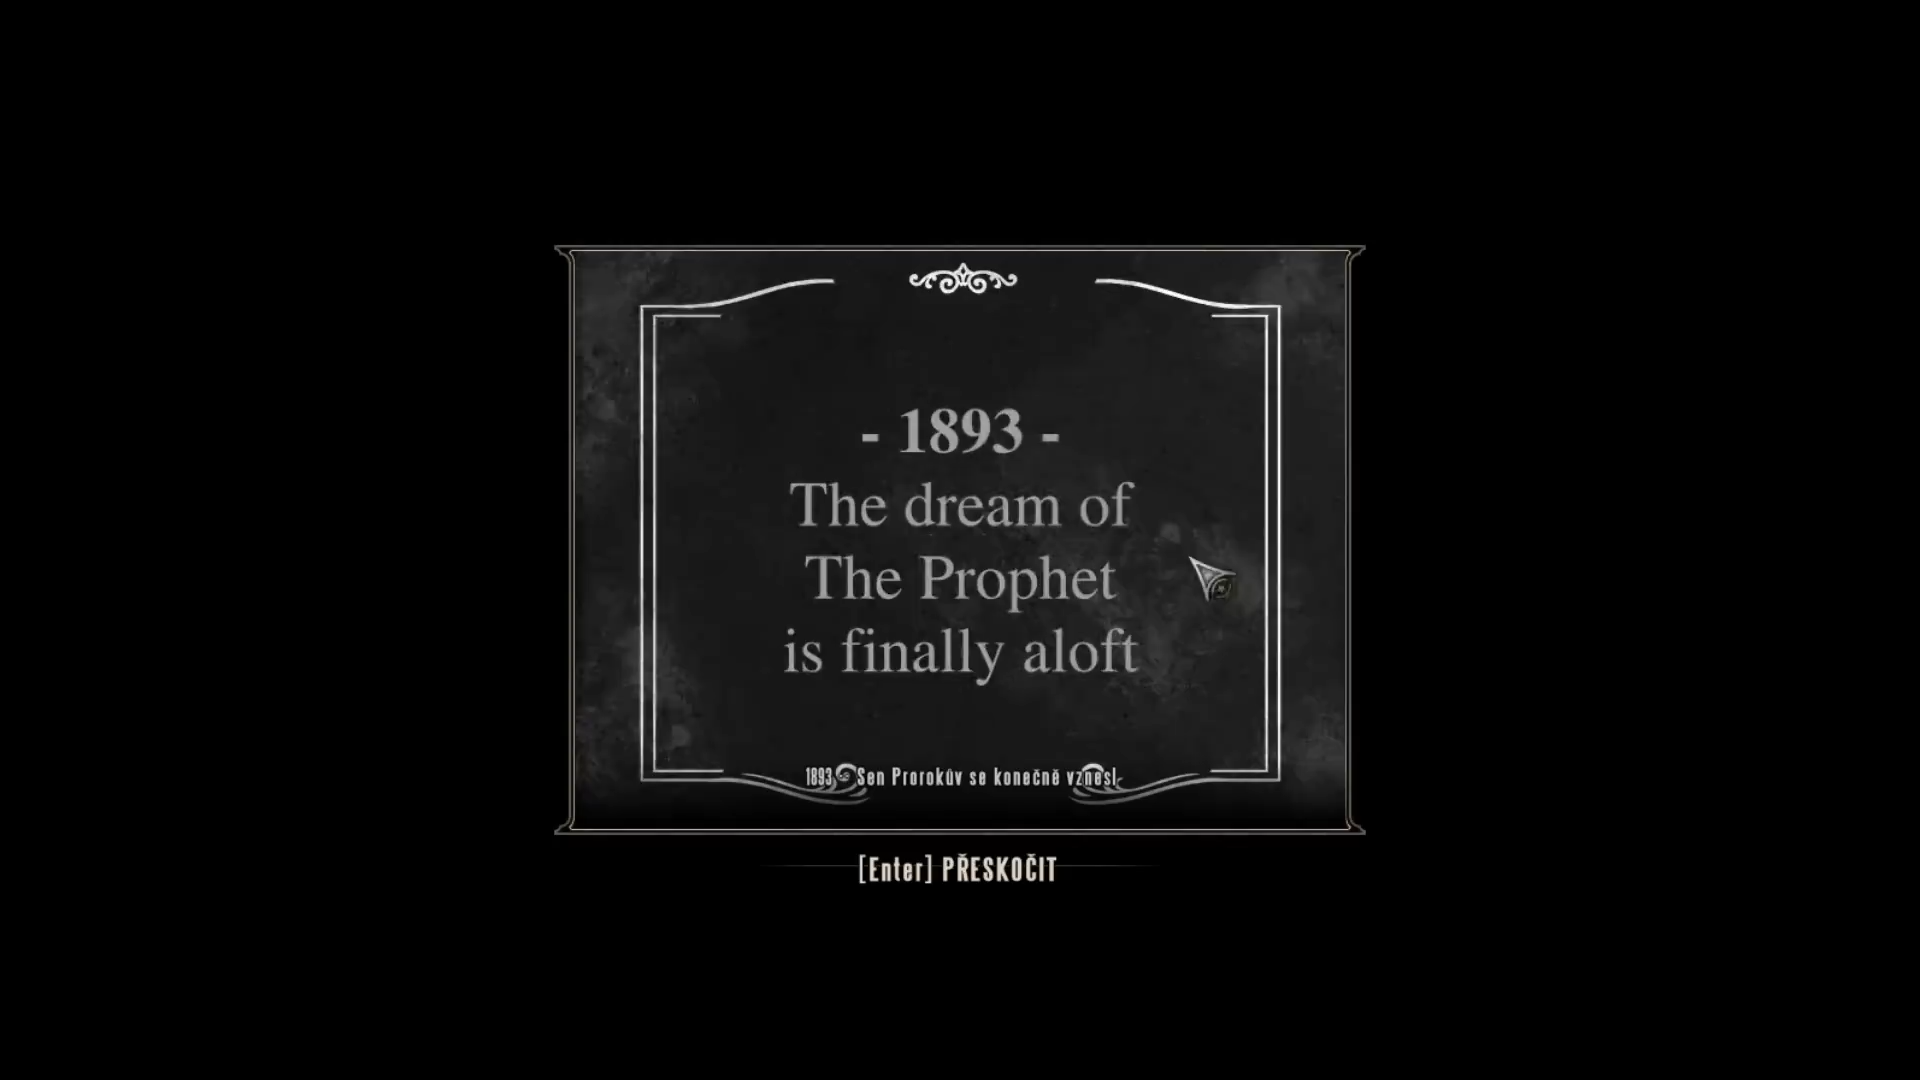 - 1893 -
The dream of
The Prophet
is finally aloft
1893 Sen Prorokův se konečně vznesl
[Enter] PŘESKOČIT